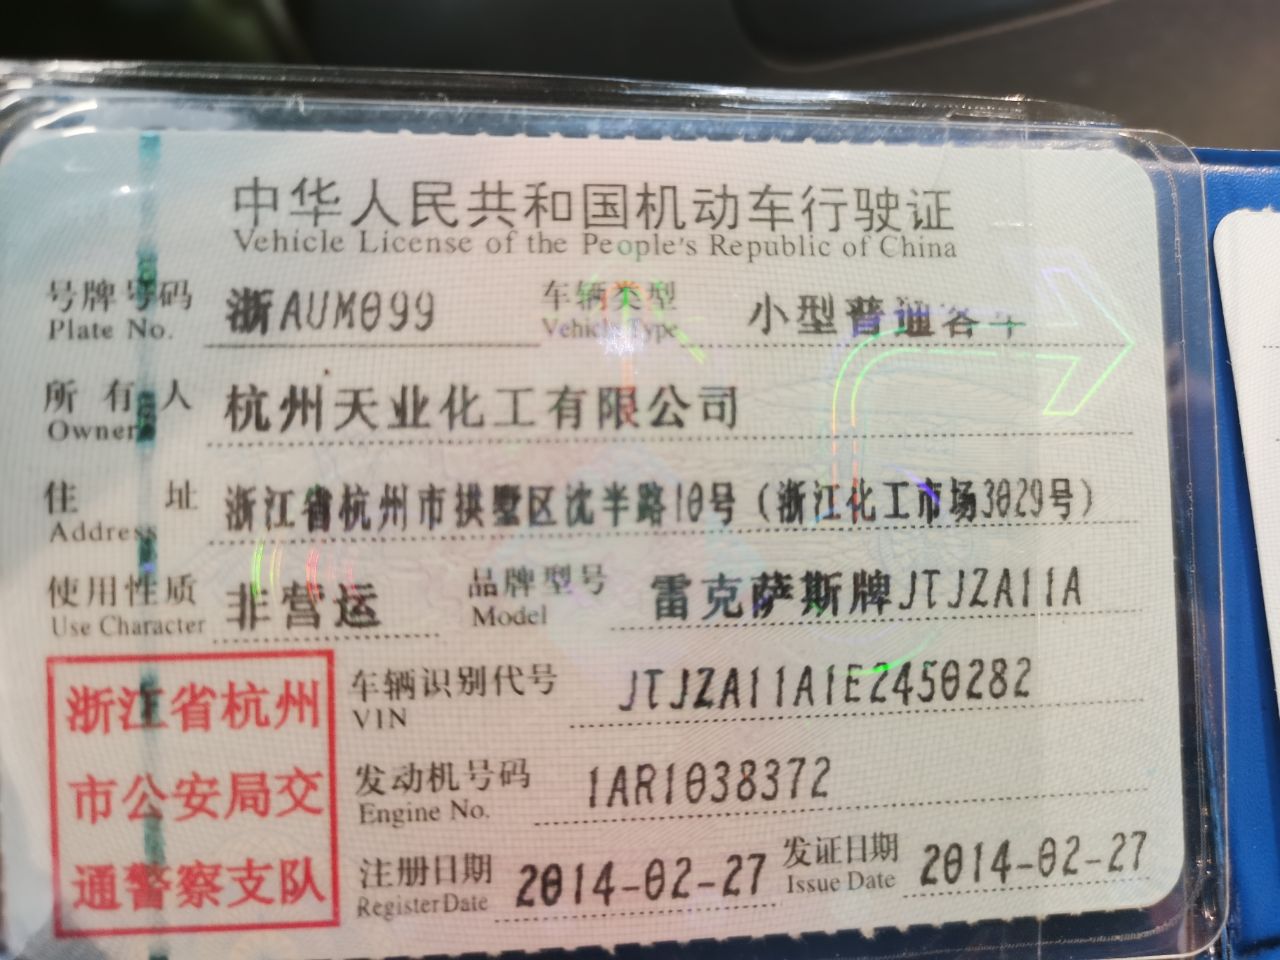 中华人民共和国机动车行驶证
Vehicle License of the People's Republic of China
号牌号码 浙AUM099 车辆类型 小型普通客车
Plate No. Vehicle Type
所有人 杭州天业化工有限公司
Owner
住址 浙江省杭州市拱墅区沈半路10号（浙江化工市场3029号）
Address
使用性质 非营运 品牌型号 雷克萨斯牌JTJZA11A
Use Character Model
浙江省杭州
市公安局交
通警察支队
车辆识别代号 JTJZA11A1E2450282
VIN
发动机号码 1AR1038372
Engine No.
注册日期 2014-02-27 发证日期 2014-02-27
Register Date Issue Date